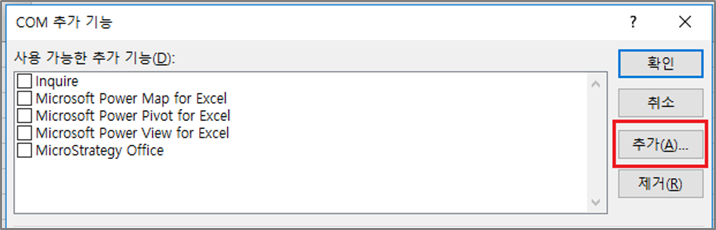 COM 추가 기능
?
×
사용 가능한 추가 기능(D):
Inquire
Microsoft Power Map for Excel
Microsoft Power Pivot for Excel
Microsoft Power View for Excel
MicroStrategy Office
확인
취소
추가(A)...
제거(R)